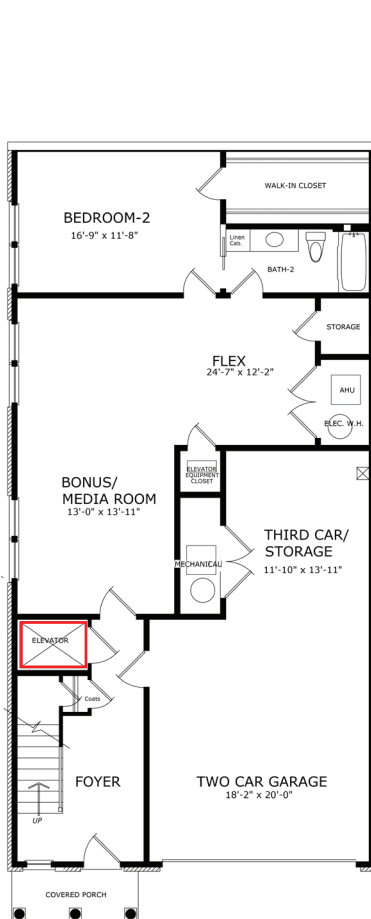 WALK-IN CLOSET
BEDROOM-2
16'-9" x 11'-8"
Linen
Cab.
BATH-2
STORAGE
FLEX
24'-7" x 12'-2"
AHU
ELEC. W.H.
ELEVATOR
EQUIPMENT
CLOSET
BONUS/
MEDIA ROOM
13'-0" x 13'-11"
THIRD CAR/
STORAGE
11'-10" x 13'-11"
MECHANICAL
ELEVATOR
Coats
FOYER
TWO CAR GARAGE
18'-2" x 20'-0"
UP
COVERED PORCH